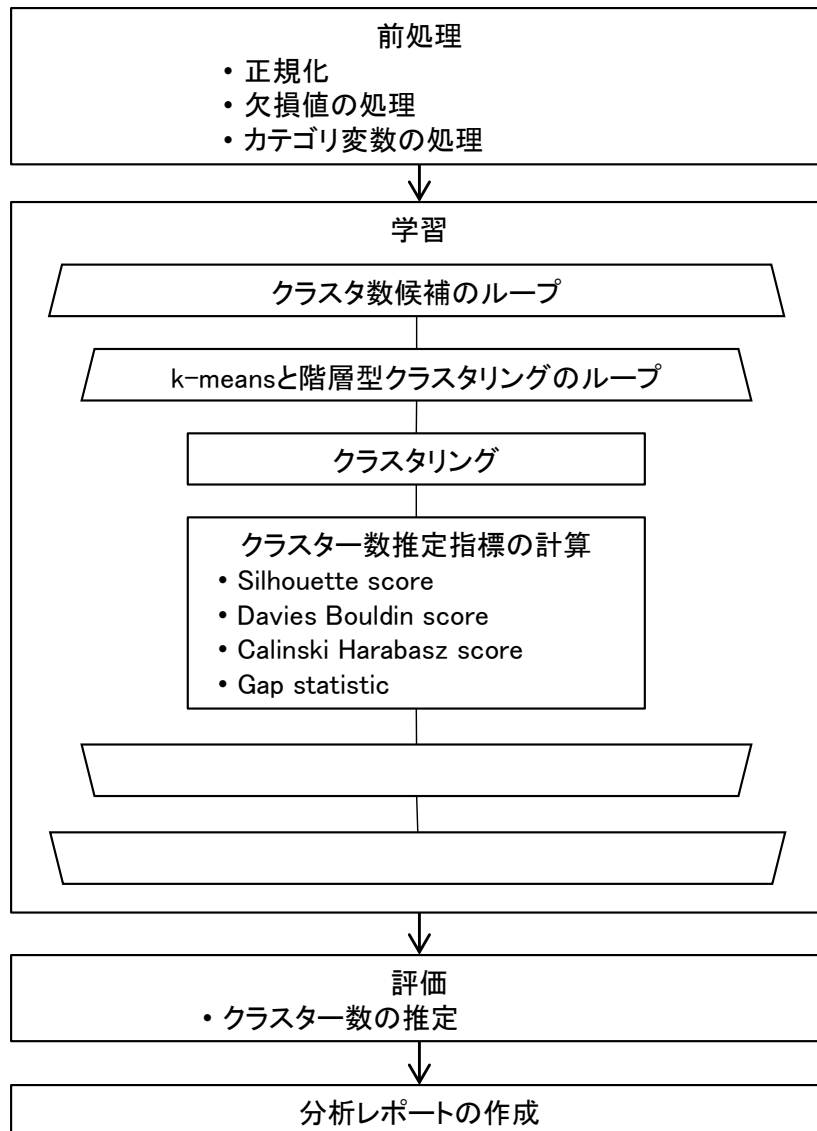 前処理
• 正規化
• 欠損値の処理
• カテゴリ変数の処理
学習
クラスタ数候補のループ
k-meansと階層型クラスタリングのループ
クラスタリング
クラスター数推定指標の計算
• Silhouette score
• Davies Bouldin score
• Calinski Harabasz score
• Gap statistic
評価
• クラスター数の推定
分析レポートの作成